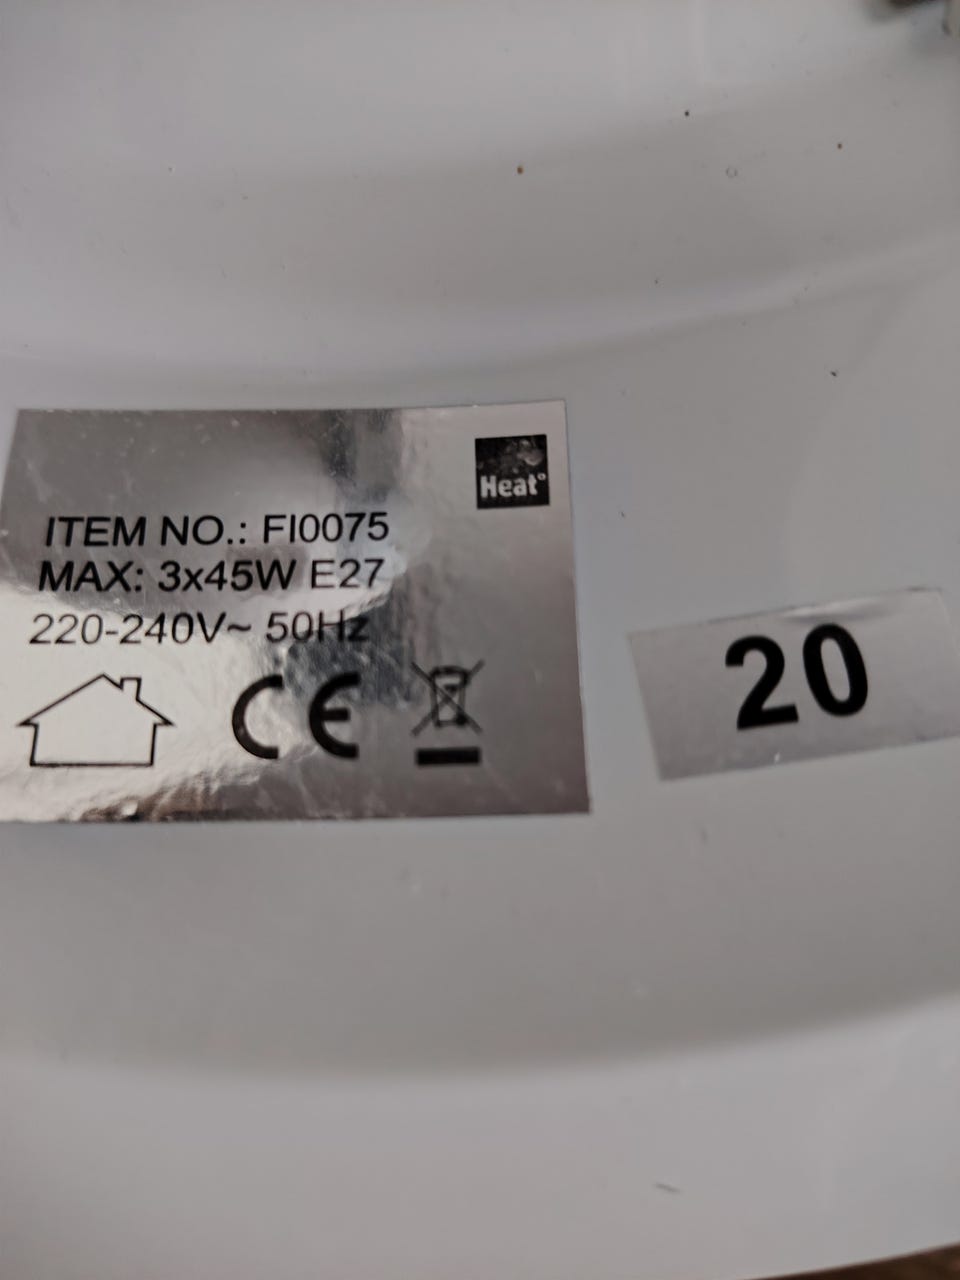 Heat°
ITEM NO.: FI0075
MAX: 3x45W E27
220-240V~ 50Hz
CE
20